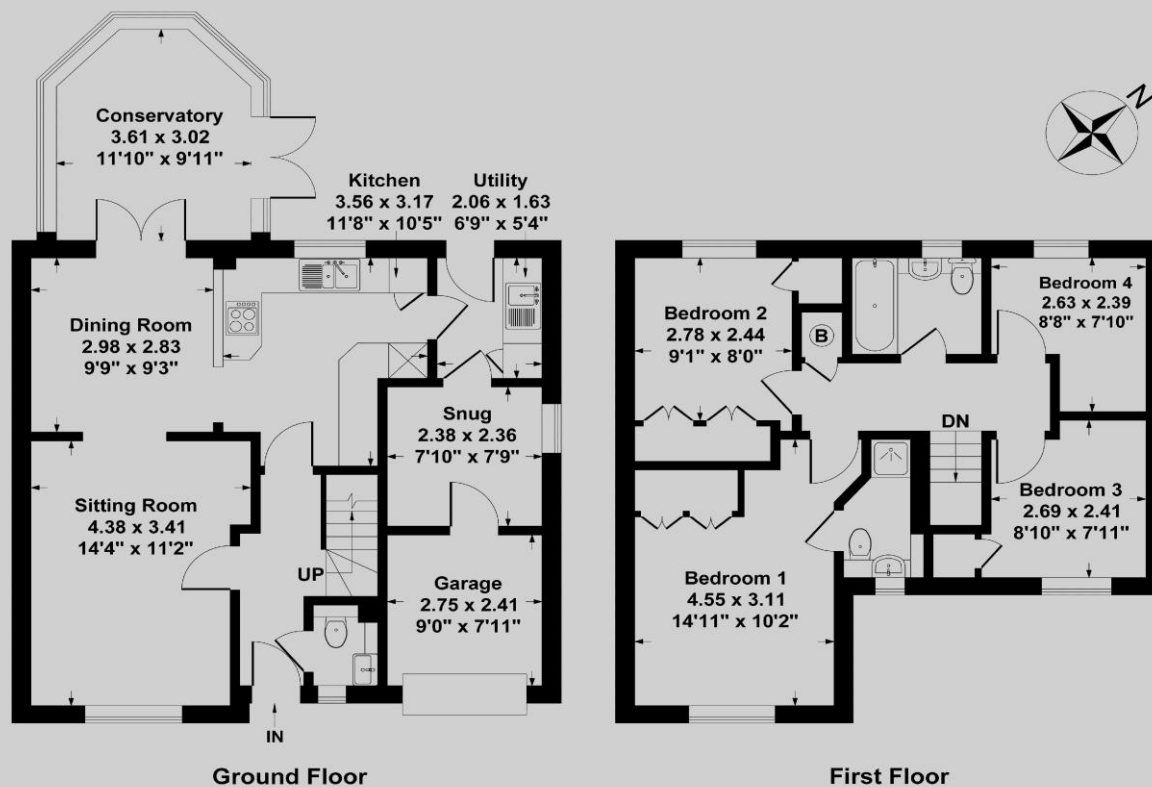 N
Conservatory
3.61 x 3.02
11'10" x 9'11"
Kitchen
3.56 x 3.17
11'8" x 10'5"
Utility
2.06 x 1.63
6'9" x 5'4"
Dining Room
2.98 x 2.83
9'9" x 9'3"
Snug
2.38 x 2.36
7'10" x 7'9"
Sitting Room
4.38 x 3.41
14'4" x 11'2"
UP
Garage
2.75 x 2.41
9'0" x 7'11"
IN
Ground Floor
Bedroom 2
2.78 x 2.44
9'1" x 8'0"
B
Bedroom 4
2.63 x 2.39
8'8" x 7'10"
DN
Bedroom 3
2.69 x 2.41
8'10" x 7'11"
Bedroom 1
4.55 x 3.11
14'11" x 10'2"
First Floor